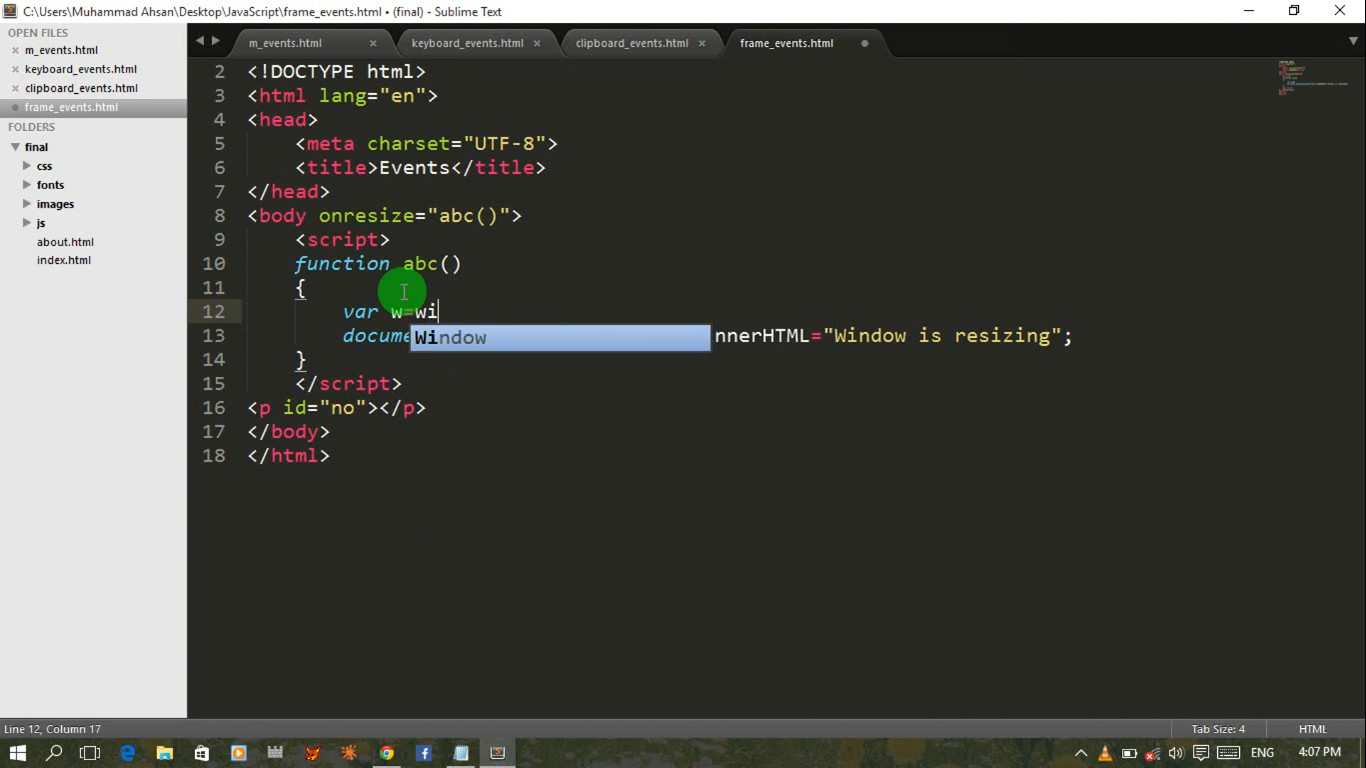 C:\Users\Muhammad Ahsan\Desktop\JavaScript\frame_events.html • (final) - Sublime Text
OPEN FILES
m_events.html
keyboard_events.html
clipboard_events.html
frame_events.html
FOLDERS
final
css
fonts
images
js
about.html
index.html
m_events.html
keyboard_events.html
clipboard_events.html
frame_events.html
2 <!DOCTYPE html>
3 <html lang="en">
4 <head>
5 <meta charset="UTF-8">
6 <title>Events</title>
7 </head>
8 <body onresize="abc()">
9 <script>
10 function abc()
11 {
12 var w=wi
Window
13 docume nnerHTML="Window is resizing";
14 }
15 </script>
16 <p id="no"></p>
17 </body>
18 </html>
Line 12, Column 17
Tab Size: 4
HTML
ENG
4:07 PM